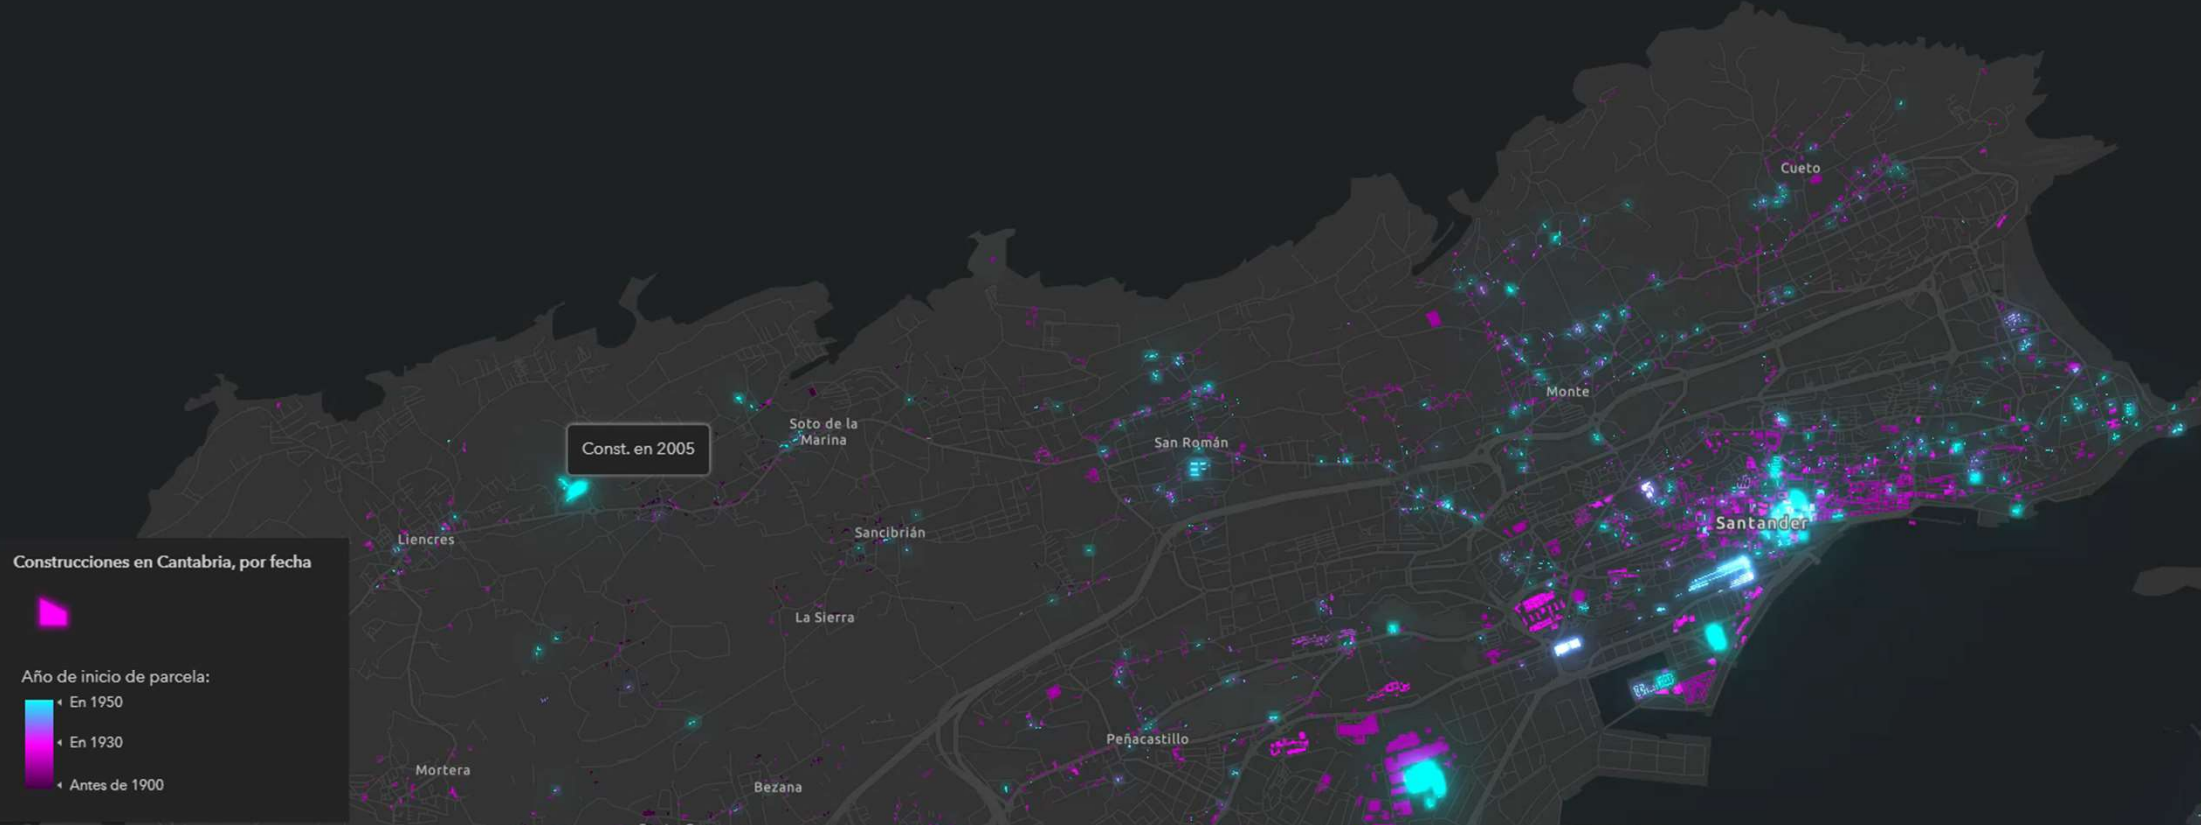 Cueto
Monte
Soto de la
Marina
San Román
Const. en 2005
Santander
Sancibrián
Liencres
La Sierra
Peñacastillo
Mortera
Bezana
Construcciones en Cantabria, por fecha
Año de inicio de parcela:
En 1950
En 1930
Antes de 1900